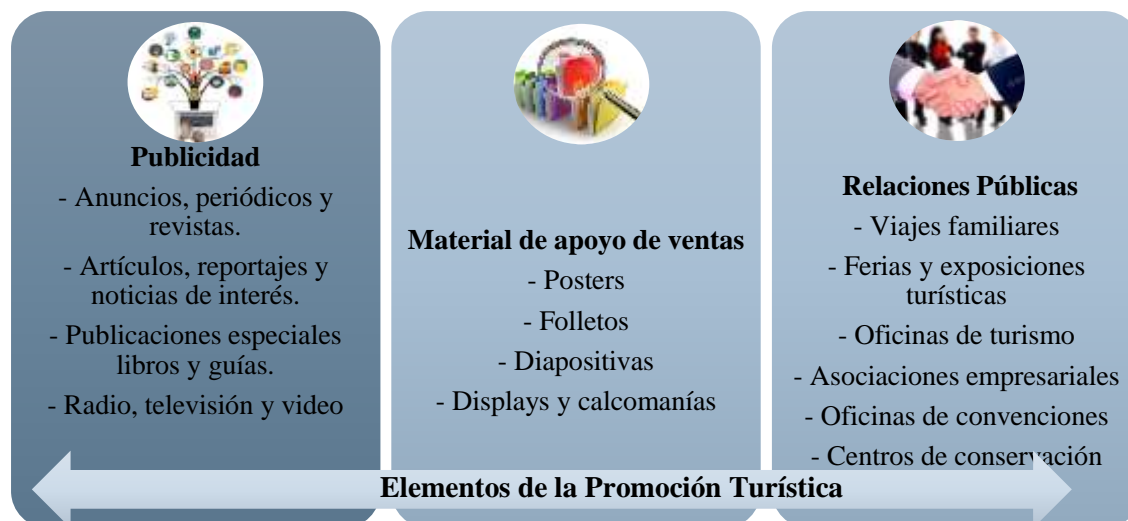 Publicidad
- Anuncios, periódicos y
revistas.
- Artículos, reportajes y
noticias de interés.
- Publicaciones especiales
libros y guías.
- Radio, televisión y video
Material de apoyo de ventas
- Posters
- Folletos
- Diapositivas
- Displays y calcomanías
Relaciones Públicas
- Viajes familiares
- Ferias y exposiciones
turísticas
- Oficinas de turismo
- Asociaciones empresariales
- Oficinas de convenciones
- Centros de conservación
Elementos de la Promoción Turística